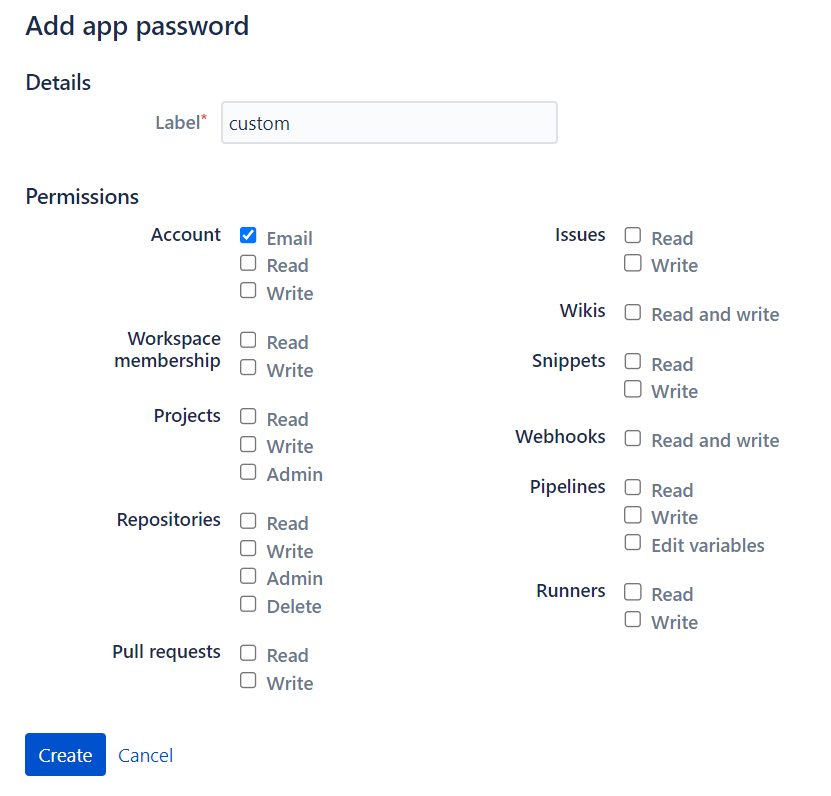 Add app password
Details
Label*
custom
Permissions
Account
Email
Read
Write
Workspace
membership
Read
Write
Projects
Read
Write
Admin
Repositories
Read
Write
Admin
Delete
Pull requests
Read
Write
Issues
Read
Write
Wikis
Read and write
Snippets
Read
Write
Webhooks
Read and write
Pipelines
Read
Write
Edit variables
Runners
Read
Write
Create
Cancel